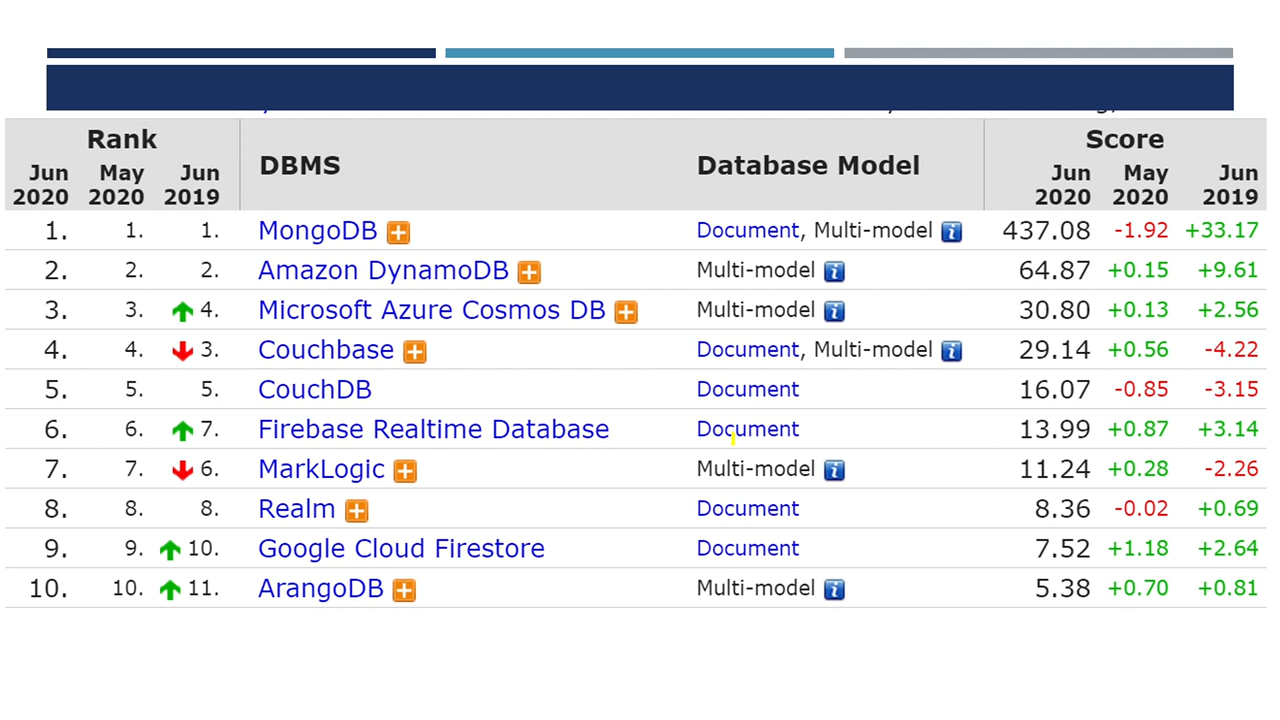 Rank Score
Jun May Jun DBMS Database Model Jun May Jun
2020 2020 2019 2020 2020 2019
1. 1. 1. MongoDB Document, Multi-model 437.08 -1.92 +33.17
2. 2. 2. Amazon DynamoDB Multi-model 64.87 +0.15 +9.61
3. 3. 4. Microsoft Azure Cosmos DB Multi-model 30.80 +0.13 +2.56
4. 4. 3. Couchbase Document, Multi-model 29.14 +0.56 -4.22
5. 5. 5. CouchDB Document 16.07 -0.85 -3.15
6. 6. 7. Firebase Realtime Database Document 13.99 +0.87 +3.14
7. 7. 6. MarkLogic Multi-model 11.24 +0.28 -2.26
8. 8. 8. Realm Document 8.36 -0.02 +0.69
9. 9. 10. Google Cloud Firestore Document 7.52 +1.18 +2.64
10. 10. 11. ArangoDB Multi-model 5.38 +0.70 +0.81